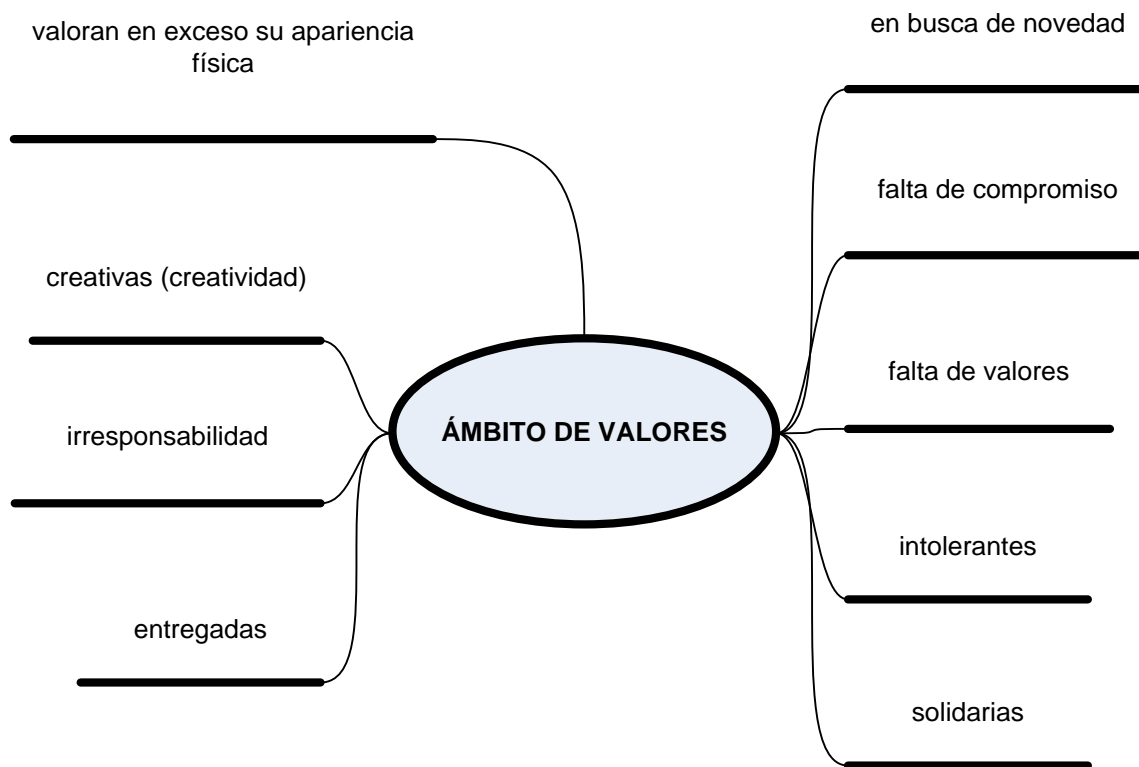 valoran en exceso su apariencia
física
creativas (creatividad)
irresponsabilidad
entregadas
ÁMBITO DE VALORES
en busca de novedad
falta de compromiso
falta de valores
intolerantes
solidarias